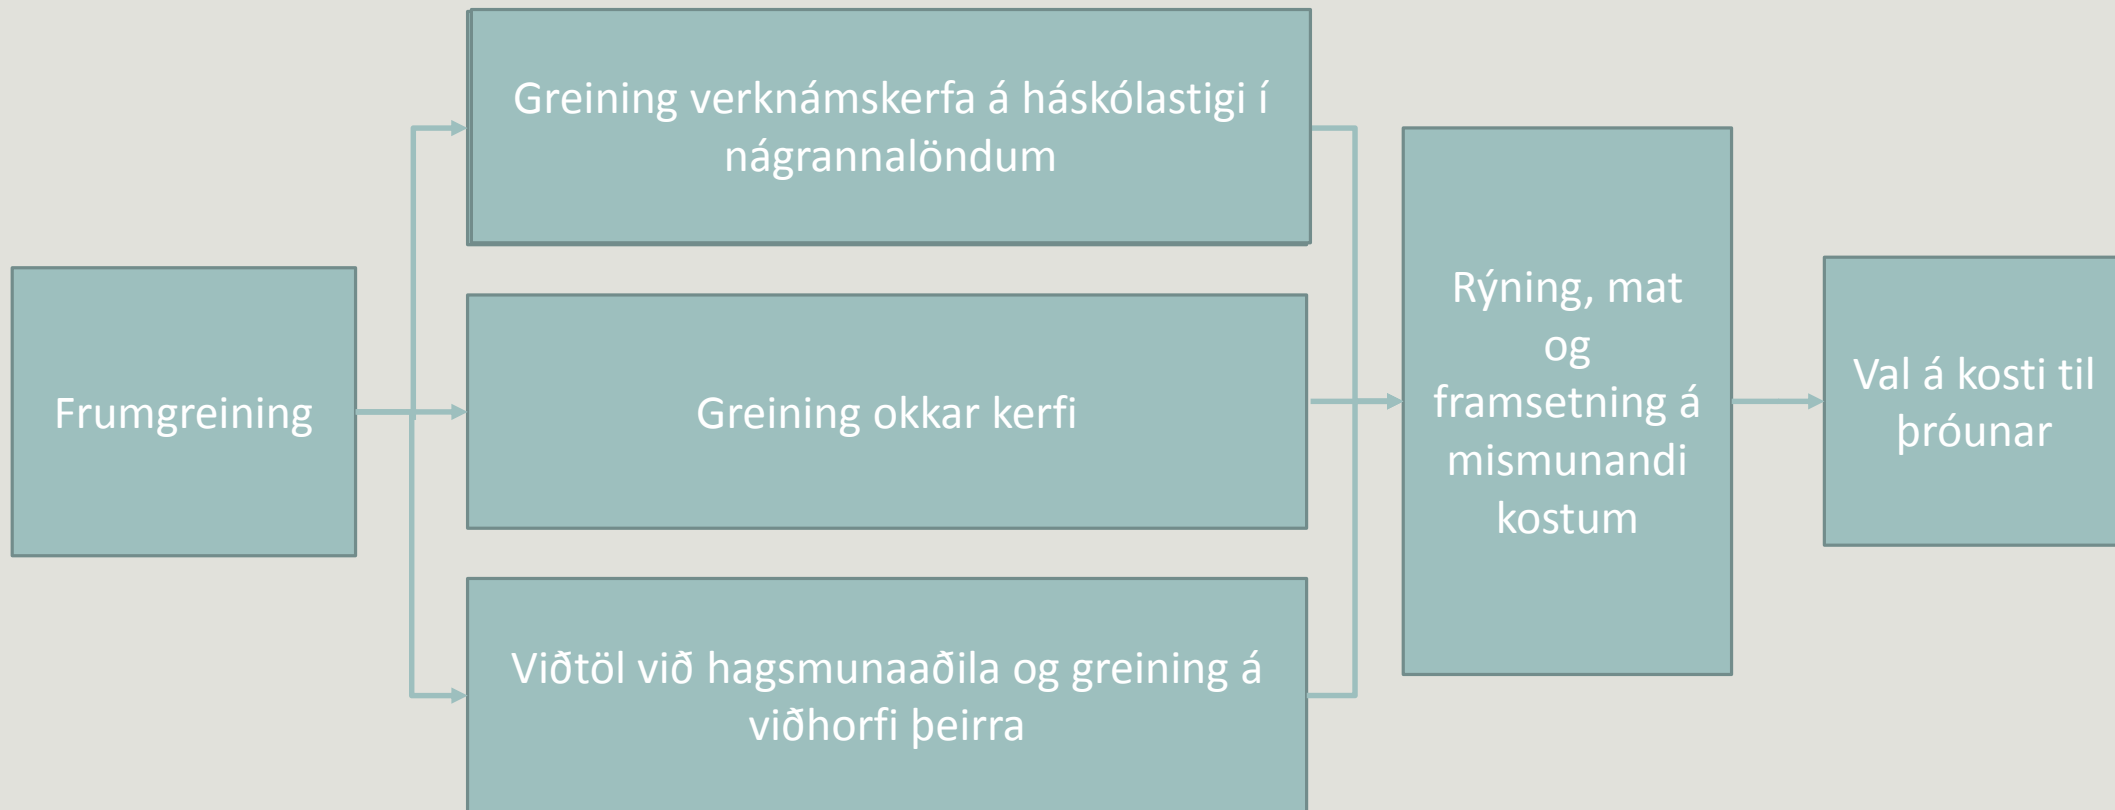 Frumgreining
Greining verknámskerfa á háskólastigi í
nágrannalöndum
Greining okkar kerfi
Viðtöl við hagsmunaaðila og greining á
viðhorfi þeirra
Rýning, mat
og
framsetning á
mismunandi
kostum
Val á kosti til
þróunar